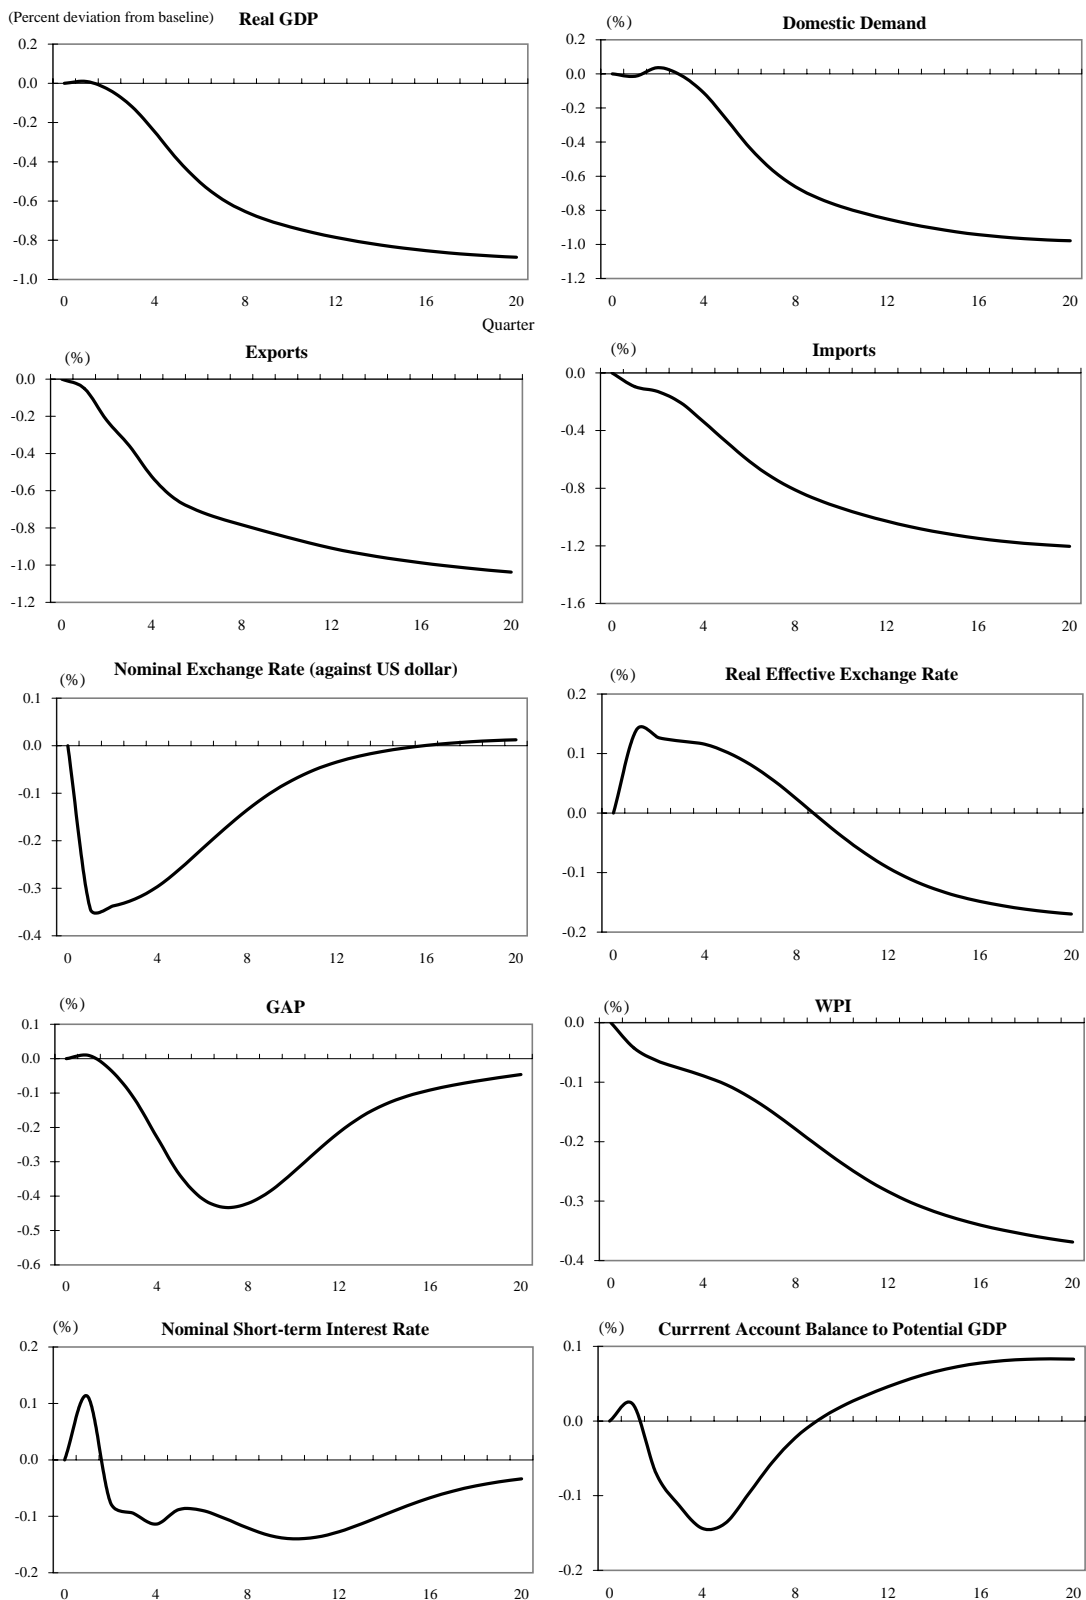 (Percent deviation from baseline) Real GDP
0.2
0.0
-0.2
-0.4
-0.6
-0.8
-1.0
0 4 8 12 16 20
Quarter
(%) Domestic Demand
0.2
0.0
-0.2
-0.4
-0.6
-0.8
-1.0
-1.2
0 4 8 12 16 20
(%) Exports
0.0
-0.2
-0.4
-0.6
-0.8
-1.0
-1.2
0 4 8 12 16 20
(%) Imports
0.0
-0.4
-0.8
-1.2
-1.6
0 4 8 12 16 20
(%) Nominal Exchange Rate (against US dollar)
0.1
0.0
-0.1
-0.2
-0.3
-0.4
0 4 8 12 16 20
(%) Real Effective Exchange Rate
0.2
0.1
0.0
-0.1
-0.2
0 4 8 12 16 20
(%) GAP
0.1
0.0
-0.1
-0.2
-0.3
-0.4
-0.5
-0.6
0 4 8 12 16 20
(%) WPI
0.0
-0.1
-0.2
-0.3
-0.4
0 4 8 12 16 20
(%) Nominal Short-term Interest Rate
0.2
0.1
0.0
-0.1
-0.2
0 4 8 12 16 20
(%) Currrent Account Balance to Potential GDP
0.1
0.0
-0.1
-0.2
0 4 8 12 16 20